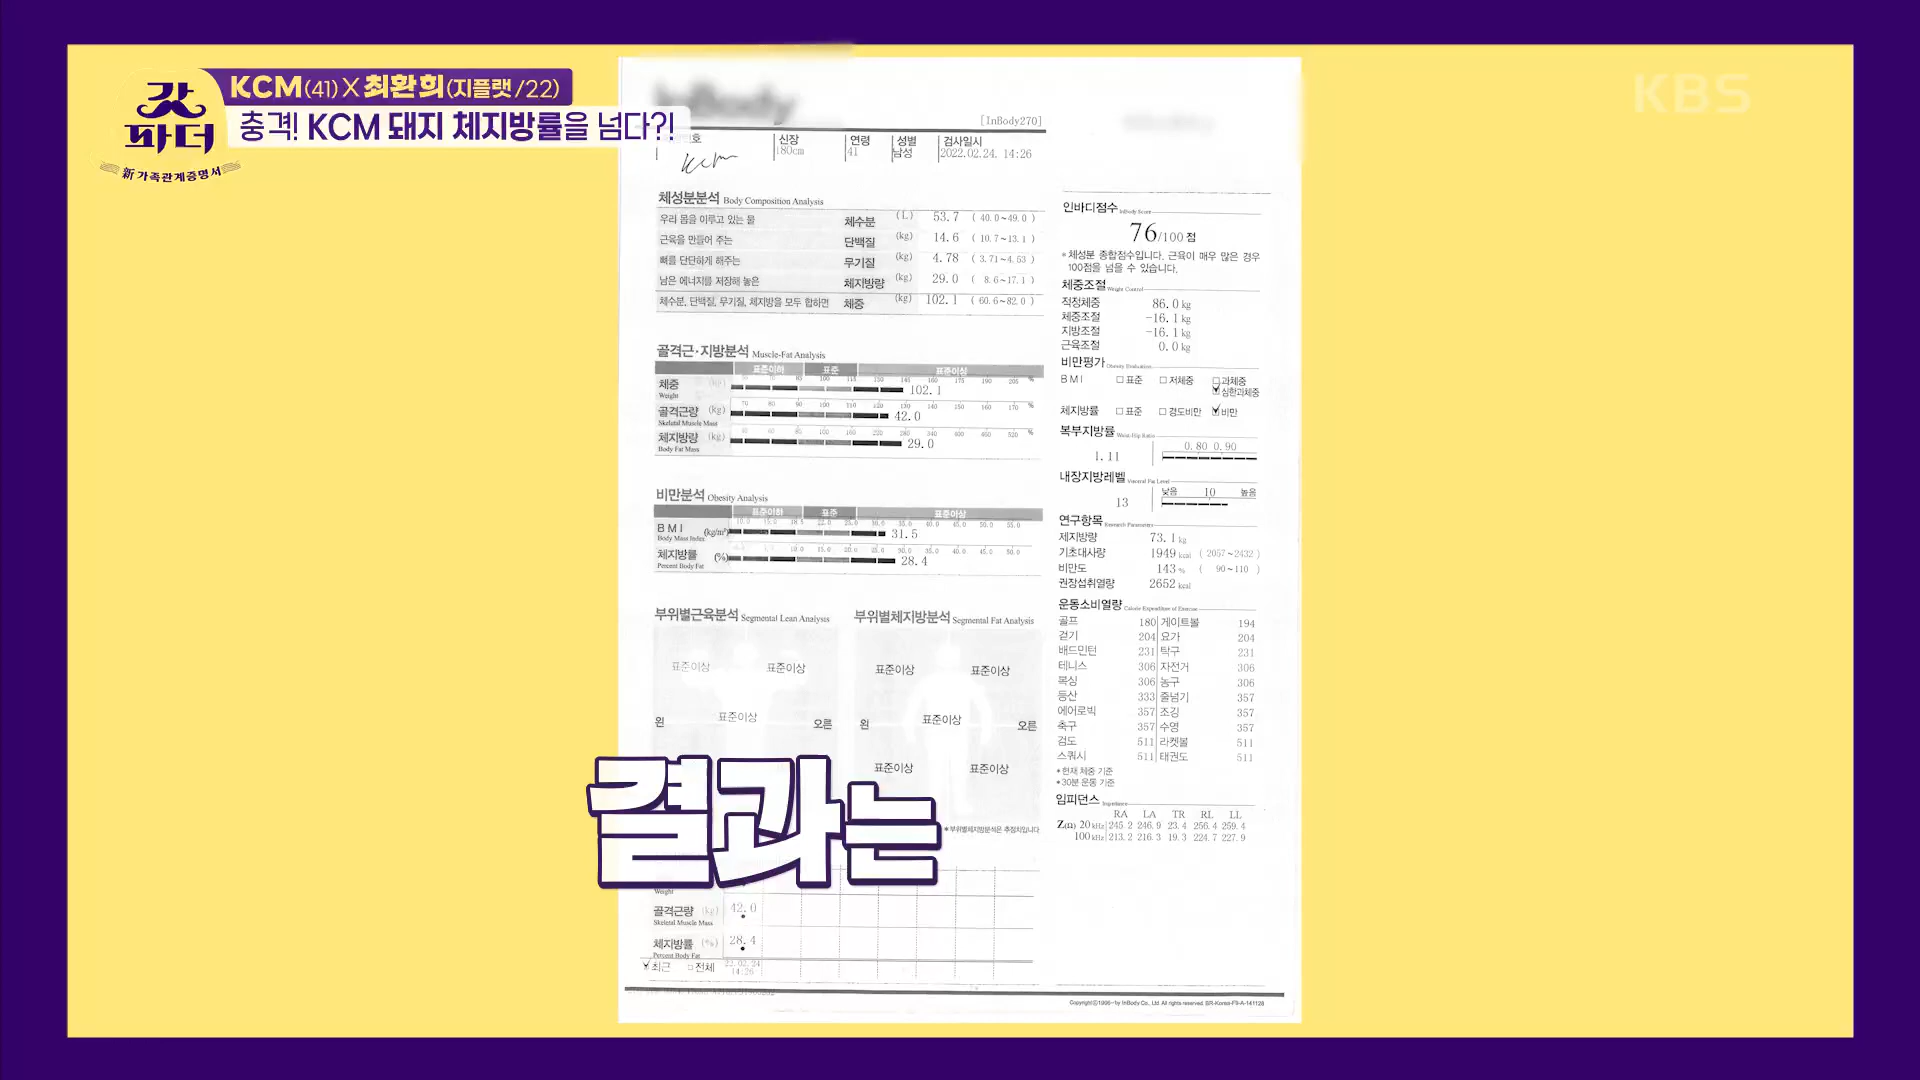 갓파더
新 가족관계증명서
KCM(41) X 최환희(지플랫/22)
충격! KCM 돼지 체지방률을 넘다?!
KBS
InBody
[InBody270]
KCM
신장
180cm
연령
41
성별
남성
검사일시
2022.02.24. 14:26
체성분분석 Body Composition Analysis
우리 몸을 이루고 있는 물 체수분 (L) 53.7 ( 40.0~49.0 )
근육을 만들어 주는 단백질 (kg) 14.6 ( 10.7~13.1 )
뼈를 단단하게 해주는 무기질 (kg) 4.78 ( 3.71~4.53 )
남은 에너지를 저장해 놓은 체지방량 (kg) 29.0 ( 8.6~17.1 )
체수분, 단백질, 무기질, 체지방을 모두 합하면 체중 (kg) 102.1 ( 60.6~82.0 )
골격근·지방분석 Muscle-Fat Analysis
표준이하 표준 표준이상
체중 (kg) 102.1
Weight
골격근량 (kg) 42.0
Skeletal Muscle Mass
체지방량 (kg) 29.0
Body Fat Mass
비만분석 Obesity Analysis
표준이하 표준 표준이상
BMI (kg/m²) 31.5
Body Mass Index
체지방률 (%) 28.4
Percent Body Fat
부위별근육분석 Segmental Lean Analysis
표준이상 표준이상
표준이상
왼 오른
부위별체지방분석 Segmental Fat Analysis
표준이상 표준이상
표준이상
왼 오른
표준이상 표준이상
*부위별체지방분석은 추정치입니다
결과는
Weight
골격근량 (kg) 42.0
Skeletal Muscle Mass
체지방률 (%) 28.4
Percent Body Fat
최근 전체 22.02.24
14:26
인바디점수 InBody Score
76/100 점
* 체성분 종합점수입니다. 근육이 매우 많은 경우
100점을 넘을 수 있습니다.
체중조절 Weight Control
적정체중 86.0 kg
체중조절 -16.1 kg
지방조절 -16.1 kg
근육조절 0.0 kg
비만평가 Obesity Evaluation
BMI 표준 저체중 과체중
심한과체중
체지방률 표준 경도비만 비만
복부지방률 Waist-Hip Ratio
0.80 0.90
1.11
내장지방레벨 Visceral Fat Level
낮음 10 높음
13
연구항목 Research Parameters
제지방량 73.1 kg
기초대사량 1949 kcal ( 2057~2432 )
비만도 143 % ( 90~110 )
권장섭취열량 2652 kcal
운동소비열량 Calorie Expenditure of Exercise
골프 180 게이트볼 194
걷기 204 요가 204
배드민턴 231 탁구 231
테니스 306 자전거 306
복싱 306 농구 306
등산 333 줄넘기 357
에어로빅 357 조깅 357
축구 357 수영 357
검도 511 라켓볼 511
스쿼시 511 태권도 511
*현재 체중 기준
*30분 운동 기준
임피던스 Impedance
RA LA TR RL LL
Z(Ω) 20 kHz 245.2 246.9 23.4 256.4 259.4
100 kHz 213.2 216.3 19.3 224.7 227.9
Copyright©1996~by InBody Co., Ltd. All rights reserved. BR-Korea-F9-A-141128